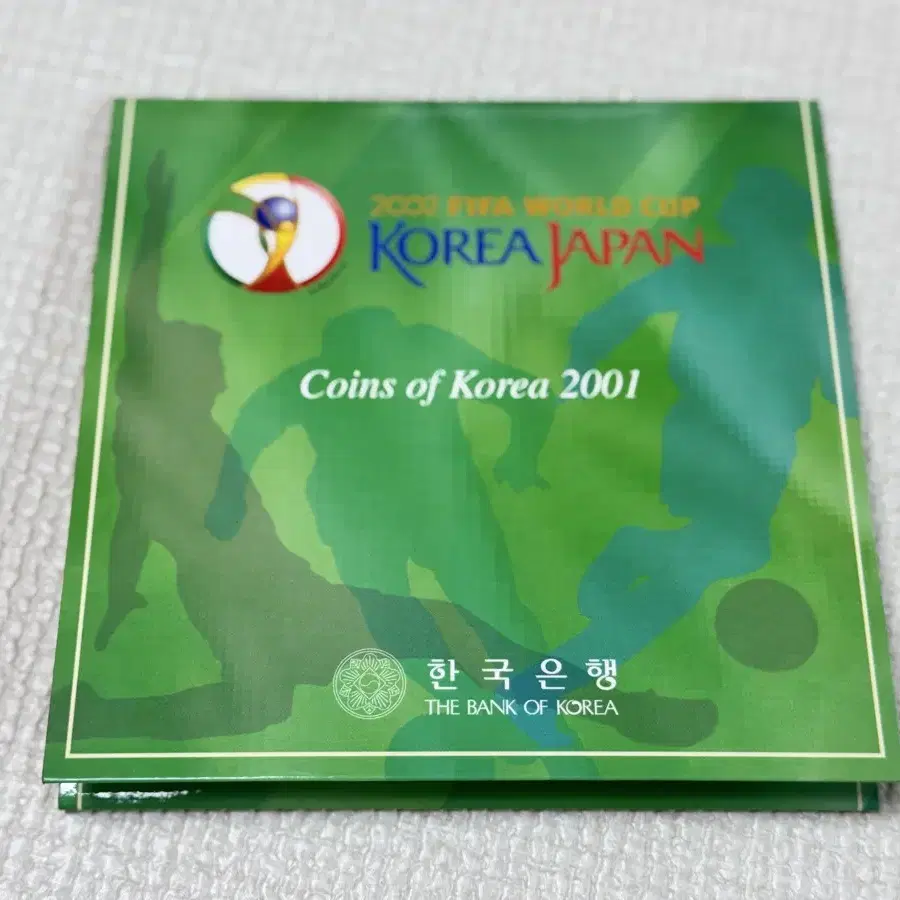 2002 FIFA WORLD CUP
KOREA JAPAN
Coins of Korea 2001
한국은행
THE BANK OF KOREA